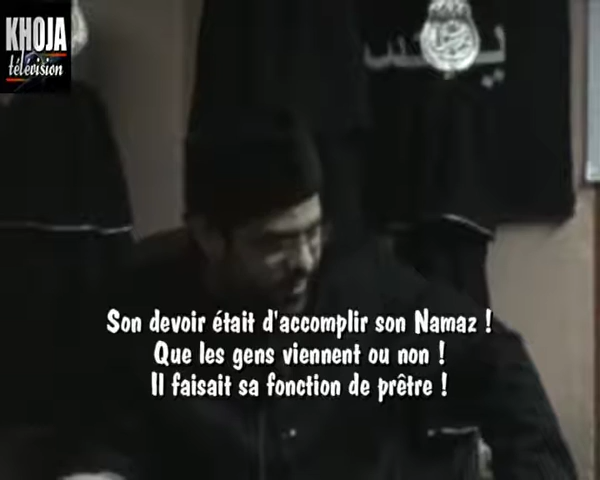 KHOJA
télévision
Son devoir était d'accomplir son Namaz !
Que les gens viennent ou non !
Il faisait sa fonction de prêtre !